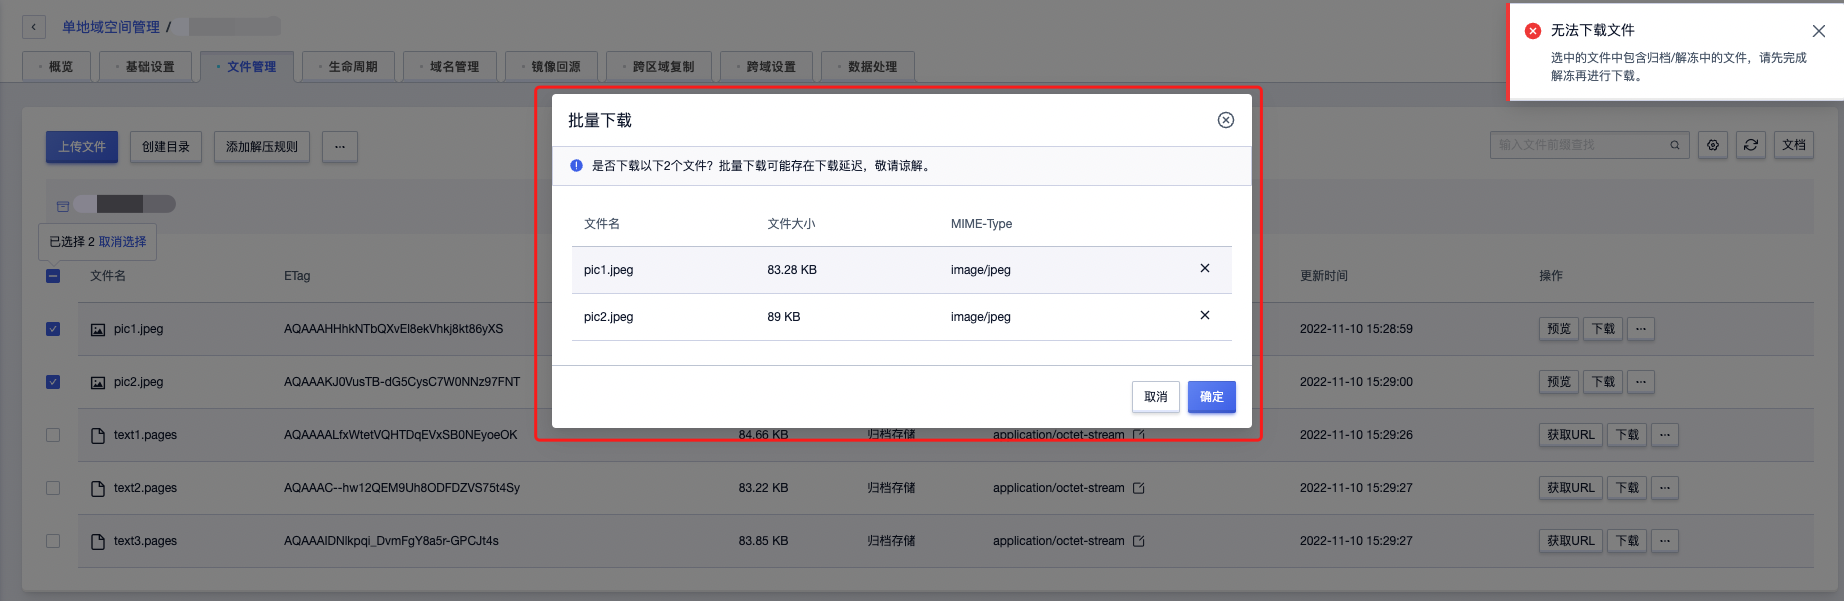 单地域空间管理 /
概览
基础设置
文件管理
生命周期
域名管理
镜像回源
跨区域复制
跨域设置
数据处理
无法下载文件
选中的文件中包含归档/解冻中的文件，请先完成
解冻再进行下载。
上传文件
创建目录
添加解压规则
...
输入文件前缀查找
文档
已选择 2 取消选择
文件名
ETag
更新时间
操作
pic1.jpeg
AQAAAHHhkNTbQXvEl8ekVhkj8kt86yXS
2022-11-10 15:28:59
预览
下载
...
pic2.jpeg
AQAAAKJ0VusTB-dG5CysC7W0NNz97FNT
2022-11-10 15:29:00
预览
下载
...
text1.pages
AQAAAALfxWtetVQHTDqEVxSB0NEyoeOK
84.66 KB
归档存储
application/octet-stream
2022-11-10 15:29:26
获取URL
下载
...
text2.pages
AQAAAC--hw12QEM9Uh8ODFDZVS75t4Sy
83.22 KB
归档存储
application/octet-stream
2022-11-10 15:29:27
获取URL
下载
...
text3.pages
AQAAAIDNlkpqi_DvmFgY8a5r-GPCJt4s
83.85 KB
归档存储
application/octet-stream
2022-11-10 15:29:27
获取URL
下载
...
批量下载
是否下载以下2个文件？批量下载可能存在下载延迟，敬请谅解。
文件名
文件大小
MIME-Type
pic1.jpeg
83.28 KB
image/jpeg
pic2.jpeg
89 KB
image/jpeg
取消
确定